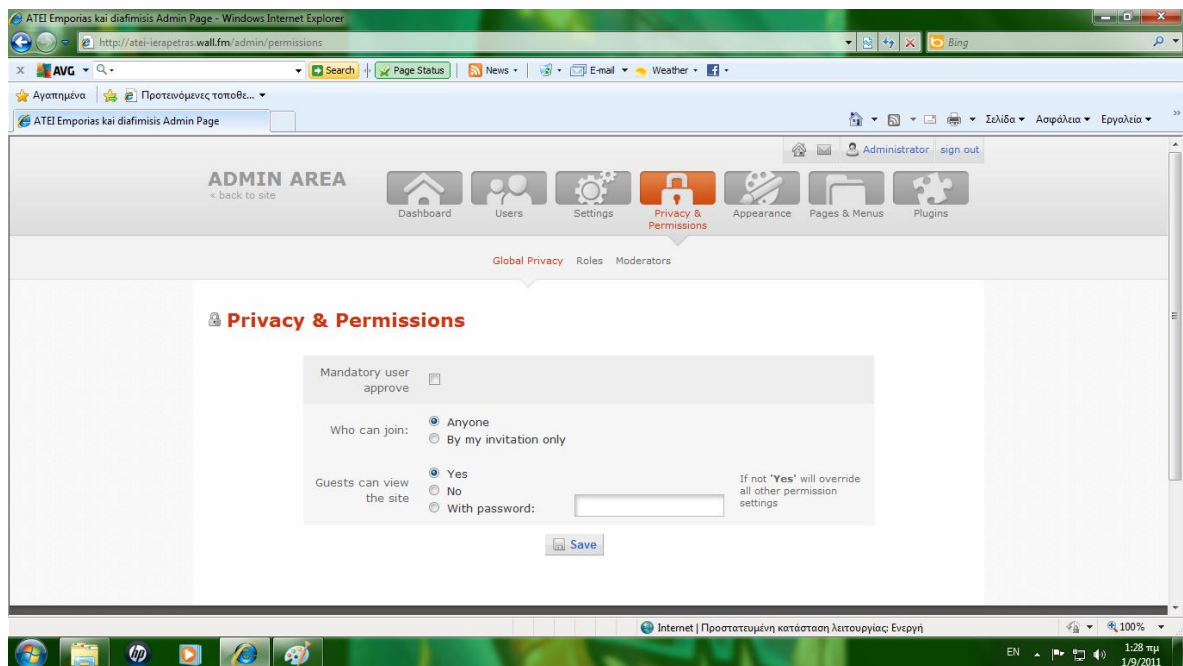 ATEI Emporias kai diafimisis Admin Page - Windows Internet Explorer
http://atei-ierapetras.wall.fm/admin/permissions
Bing
x AVG Search Page Status News E-mail Weather
Αγαπημένα Προτεινόμενες τοποθε...
ATEI Emporias kai diafimisis Admin Page Σελίδα Ασφάλεια Εργαλεία »
Administrator sign out
ADMIN AREA
< back to site
Dashboard Users Settings Privacy & Permissions Appearance Pages & Menus Plugins
Global Privacy Roles Moderators
Privacy & Permissions
Mandatory user
approve
Who can join:
Anyone
By my invitation only
Guests can view
the site
Yes
No
With password:
If not 'Yes' will override
all other permission
settings
Save
Internet | Προστατευμένη κατάσταση λειτουργίας: Ενεργή 100%
hp
EN 1:28 πμ
1/9/2011